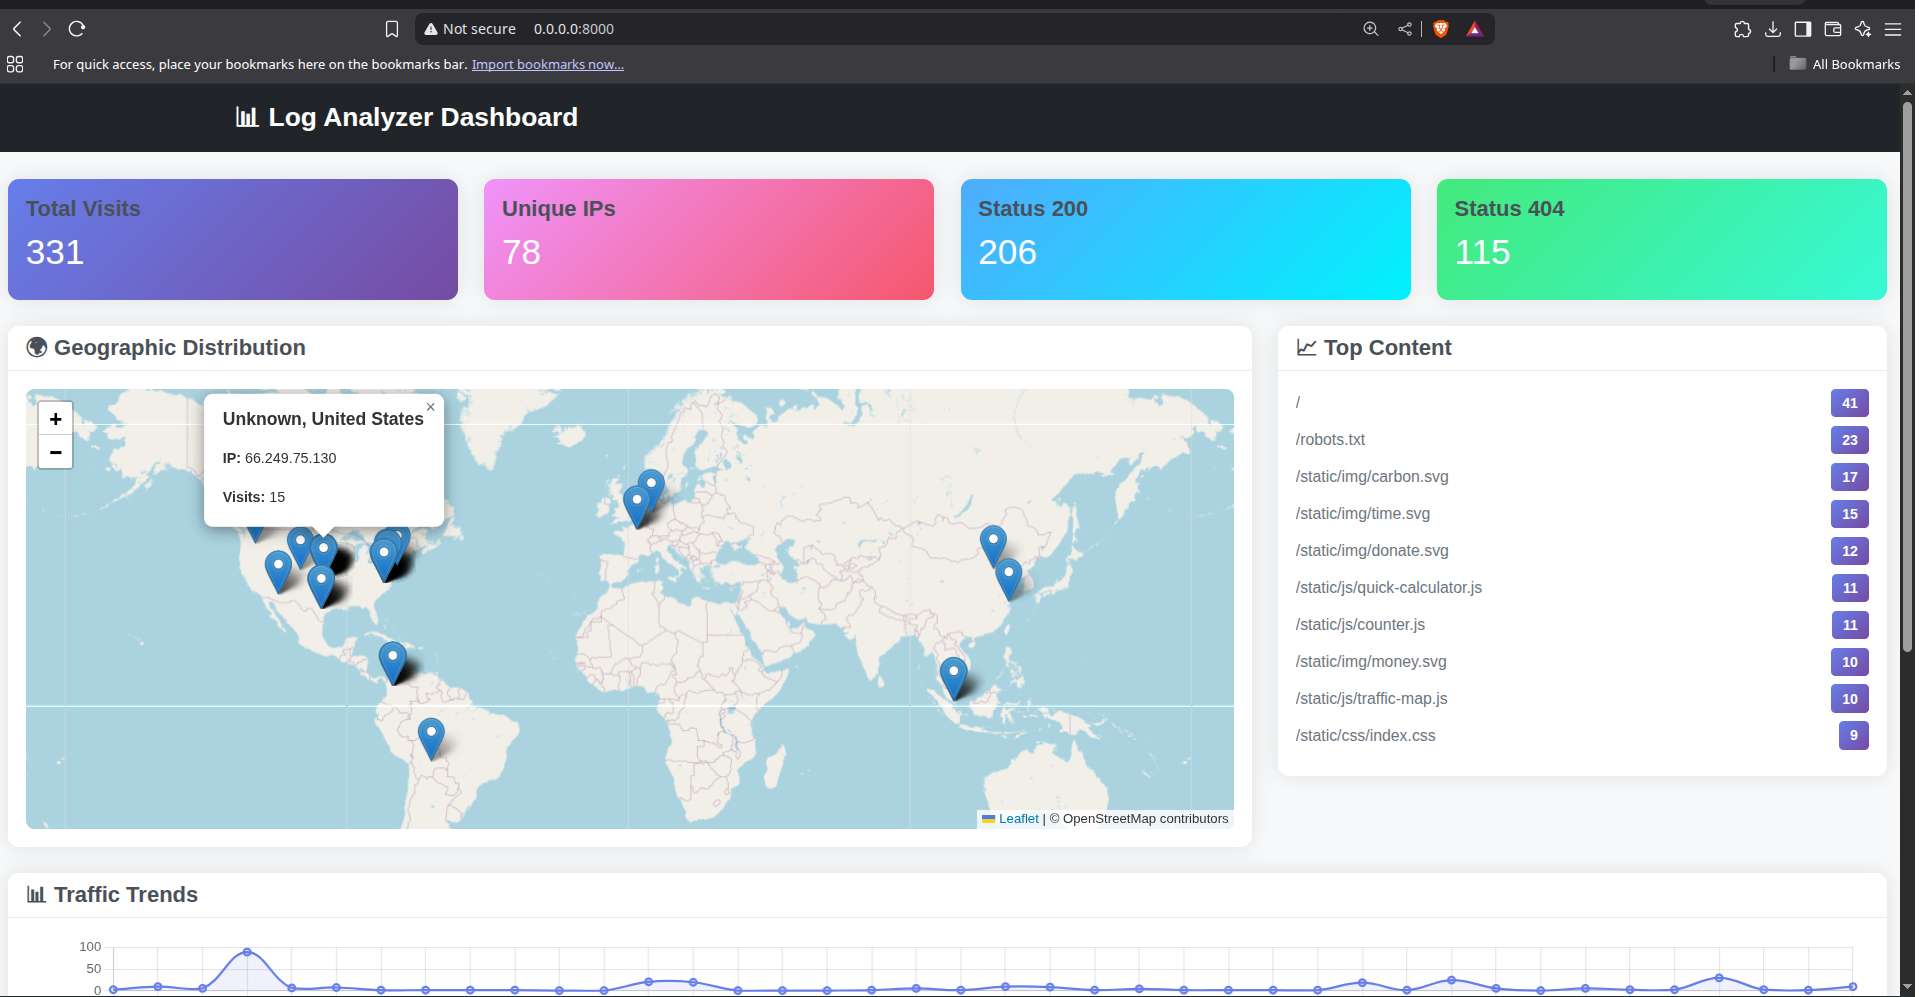 Not secure 0.0.0.0:8000
For quick access, place your bookmarks here on the bookmarks bar. Import bookmarks now...
All Bookmarks
Log Analyzer Dashboard
Total Visits
331
Unique IPs
78
Status 200
206
Status 404
115
Geographic Distribution
+
−
×
Unknown, United States
IP: 66.249.75.130
Visits: 15
Leaflet | © OpenStreetMap contributors
Top Content
/ 41
/robots.txt 23
/static/img/carbon.svg 17
/static/img/time.svg 15
/static/img/donate.svg 12
/static/js/quick-calculator.js 11
/static/js/counter.js 11
/static/img/money.svg 10
/static/js/traffic-map.js 10
/static/css/index.css 9
Traffic Trends
100
50
0